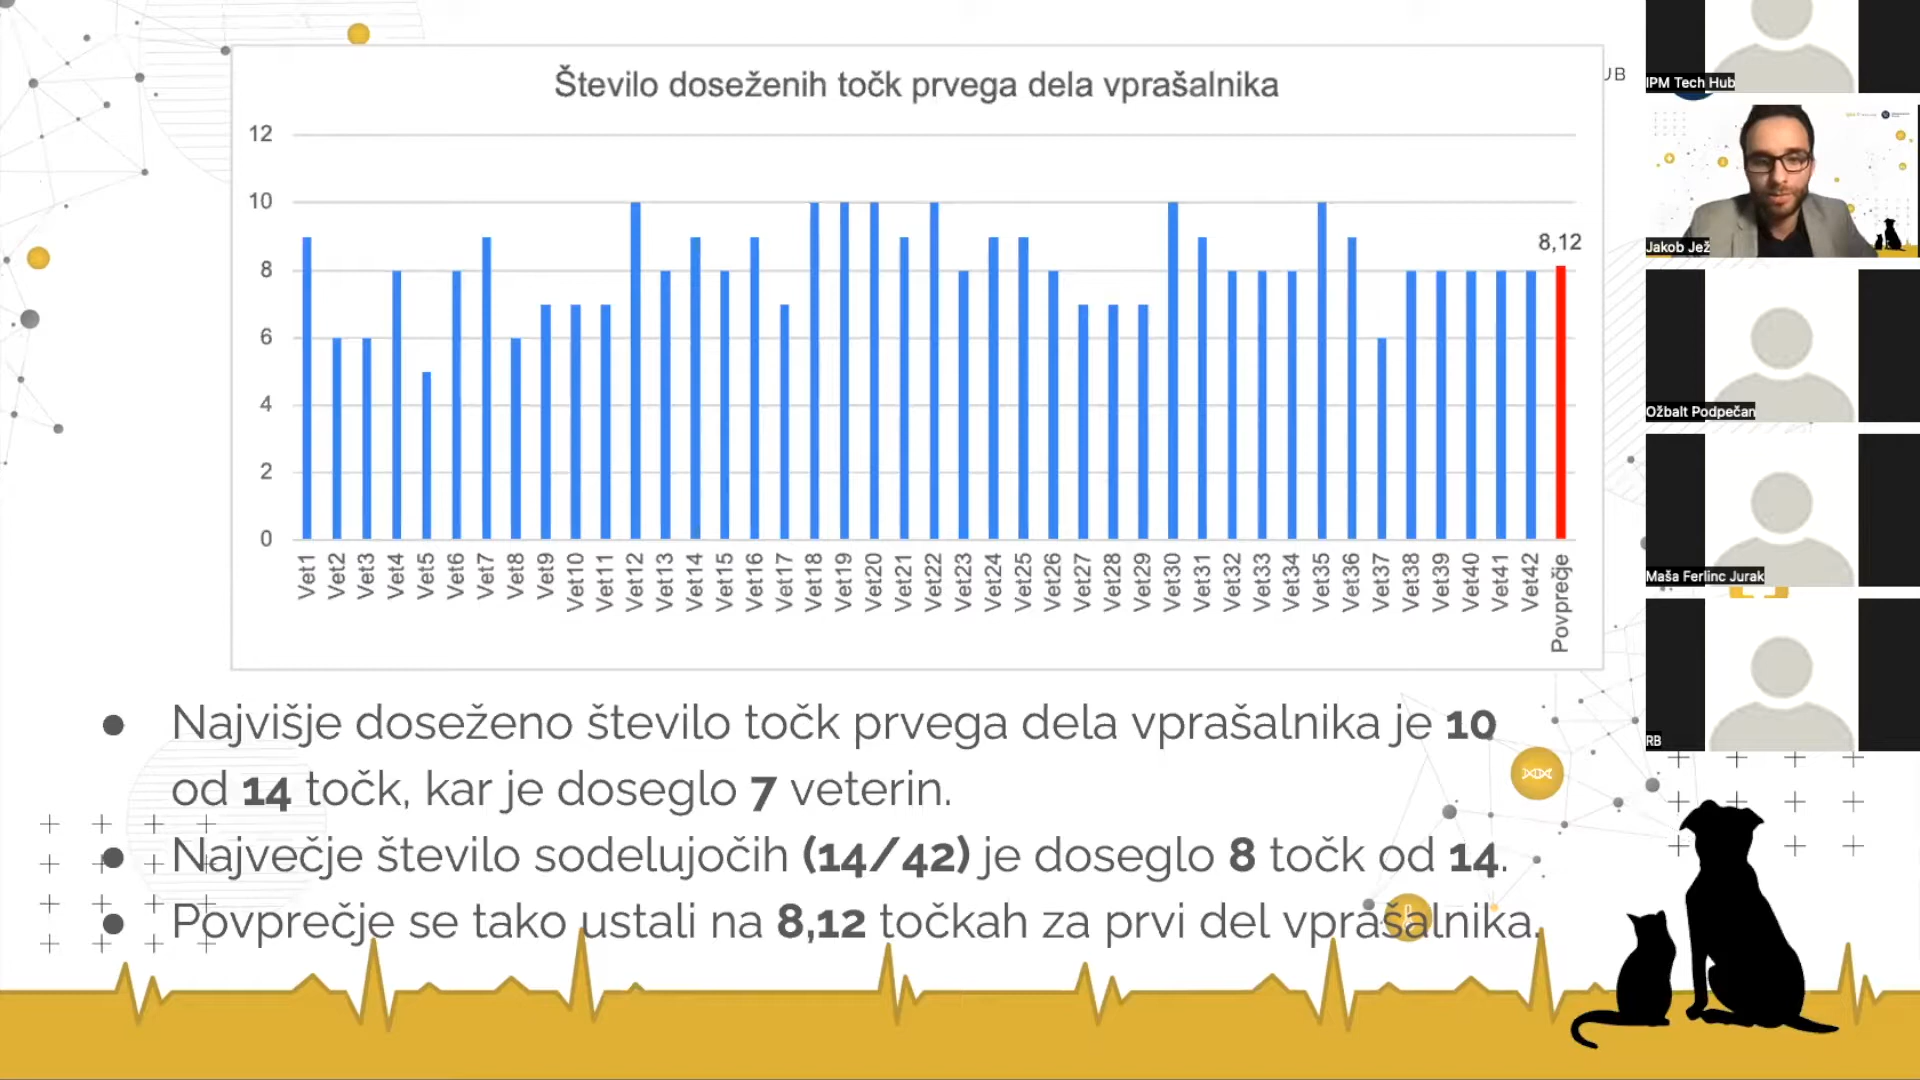 Število doseženih točk prvega dela vprašalnika
12
10
8
6
4
2
0
8,12
Vet1 Vet2 Vet3 Vet4 Vet5 Vet6 Vet7 Vet8 Vet9 Vet10 Vet11 Vet12 Vet13 Vet14 Vet15 Vet16 Vet17 Vet18 Vet19 Vet20 Vet21 Vet22 Vet23 Vet24 Vet25 Vet26 Vet27 Vet28 Vet29 Vet30 Vet31 Vet32 Vet33 Vet34 Vet35 Vet36 Vet37 Vet38 Vet39 Vet40 Vet41 Vet42 Povprečje
• Najvišje doseženo število točk prvega dela vprašalnika je 10
od 14 točk, kar je doseglo 7 veterin.
• Največje število sodelujočih (14/42) je doseglo 8 točk od 14.
• Povprečje se tako ustali na 8,12 točkah za prvi del vprašalnika.
UB
IPM Tech Hub
Jakob Jež
Ožbalt Podpečan
Maša Ferlinc Jurak
RB